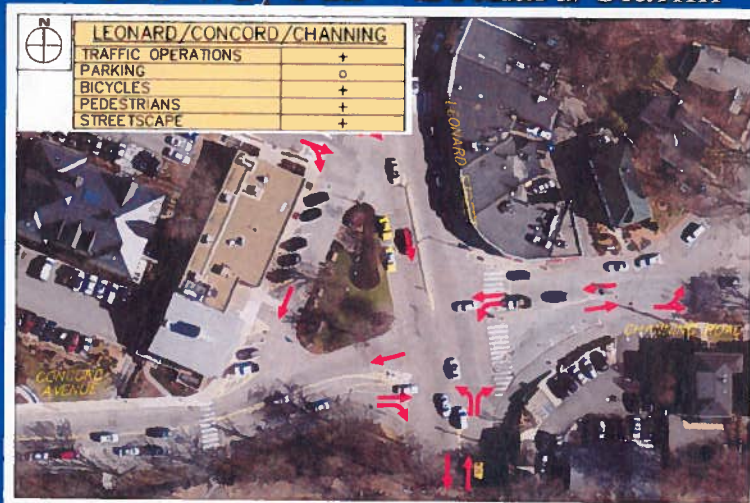 N
LEONARD/CONCORD/CHANNING
TRAFFIC OPERATIONS +
PARKING o
BICYCLES +
PEDESTRIANS +
STREETSCAPE +
LEONARD
CHANNING ROAD
CONCORD
AVENUE